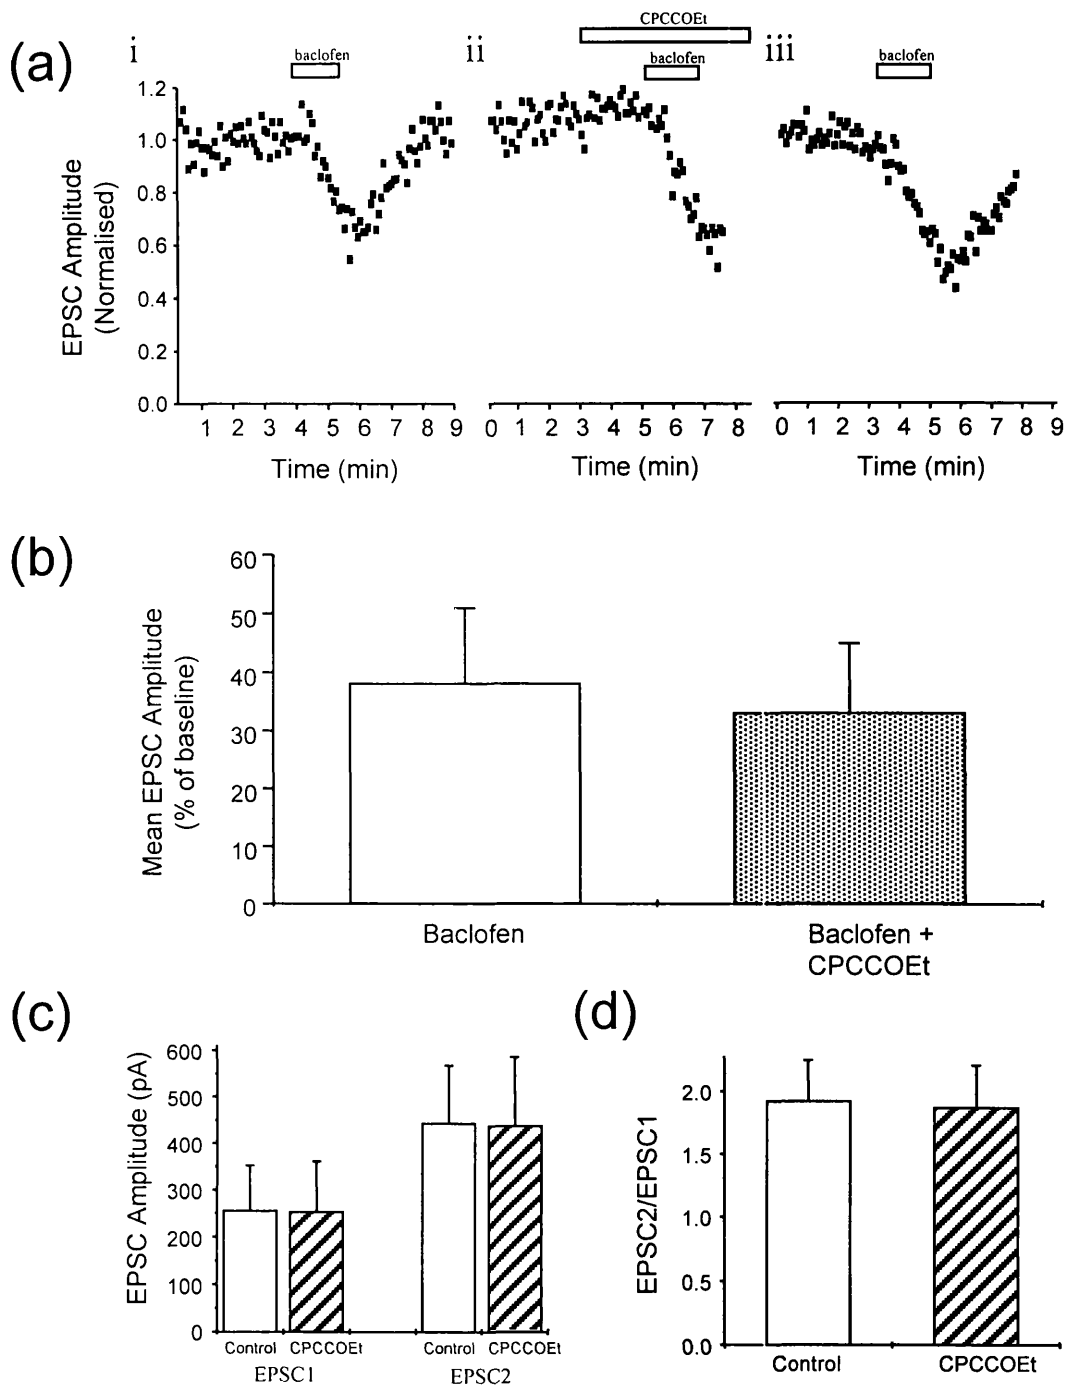 (a)
i
ii
iii
CPCCOEt
baclofen
baclofen
baclofen
EPSC Amplitude
(Normalised)
1.2
1.0
0.8
0.6
0.4
0.2
0.0
1 2 3 4 5 6 7 8 9
0 1 2 3 4 5 6 7 8
0 1 2 3 4 5 6 7 8 9
Time (min)
Time (min)
Time (min)
(b)
Mean EPSC Amplitude
(% of baseline)
60
50
40
30
20
10
0
Baclofen
Baclofen +
CPCCOEt
(c)
EPSC Amplitude (pA)
600
500
400
300
200
100
0
Control CPCCOEt Control CPCCOEt
EPSC1 EPSC2
(d)
EPSC2/EPSC1
2.0
1.5
1.0
0.5
0.0
Control CPCCOEt